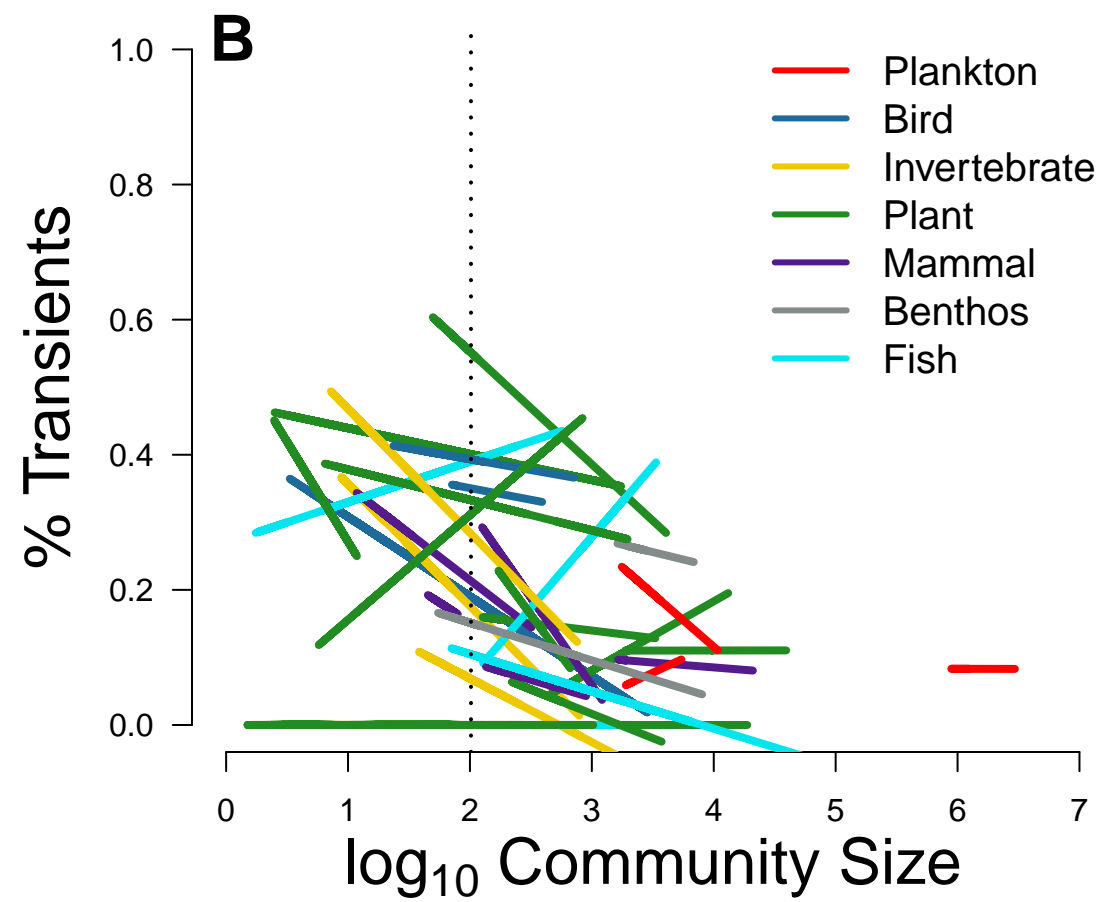 B
% Transients
1.0
0.8
0.6
0.4
0.2
0.0
Plankton
Bird
Invertebrate
Plant
Mammal
Benthos
Fish
0 1 2 3 4 5 6 7
log₁₀ Community Size